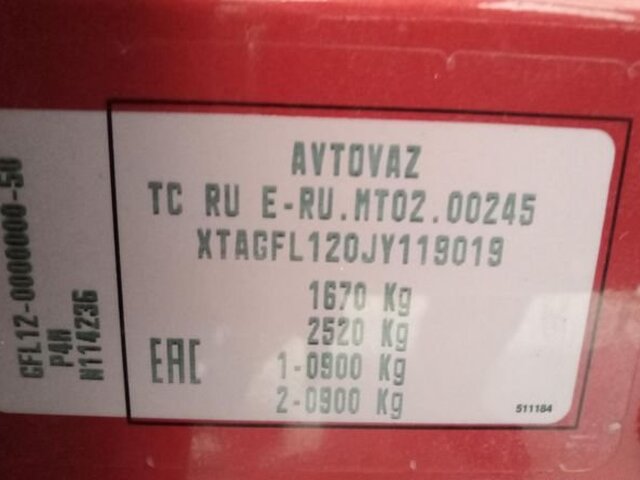 AVTOVAZ
TC RU E-RU.MT02.00245
XTAGFL120JY119019
1670 Kg
2520 Kg
1-0900 Kg
2-0900 Kg
EAC
511184
GFL12-0000000-50
P4M
N114236